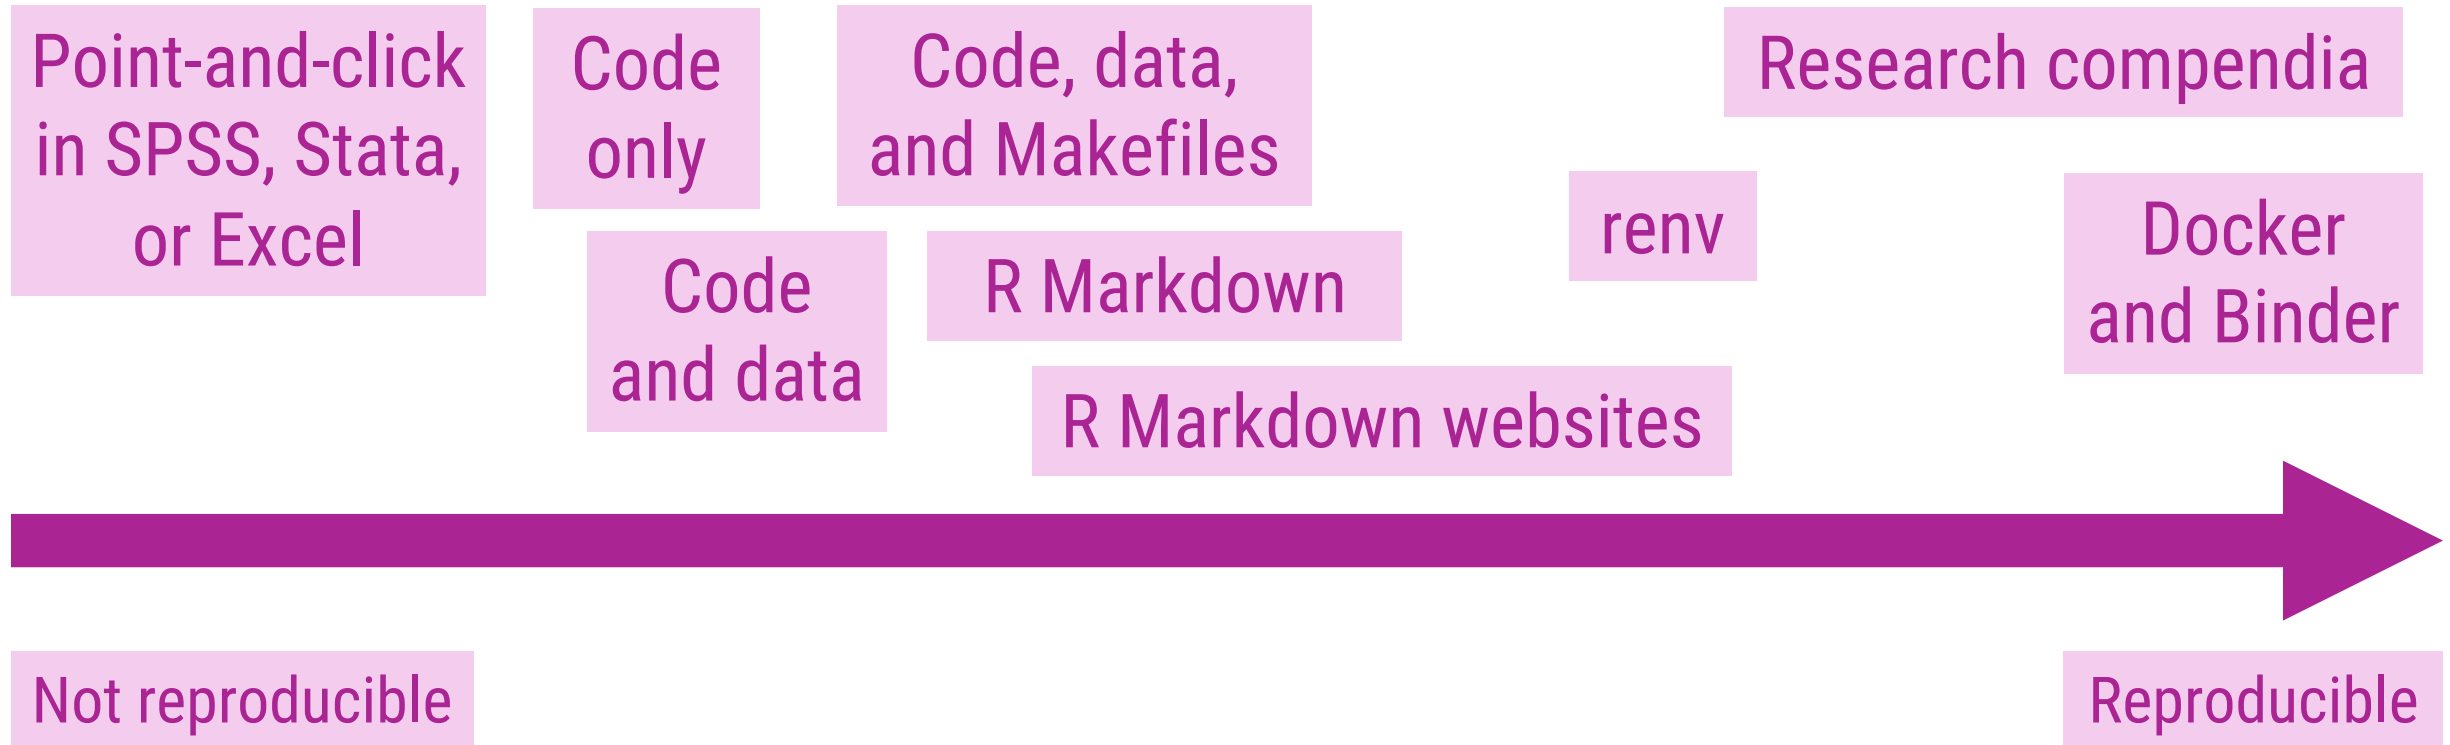 Point-and-click
in SPSS, Stata,
or Excel
Code
only
Code
and data
Code, data,
and Makefiles
R Markdown
R Markdown websites
renv
Research compendia
Docker
and Binder
Not reproducible
Reproducible